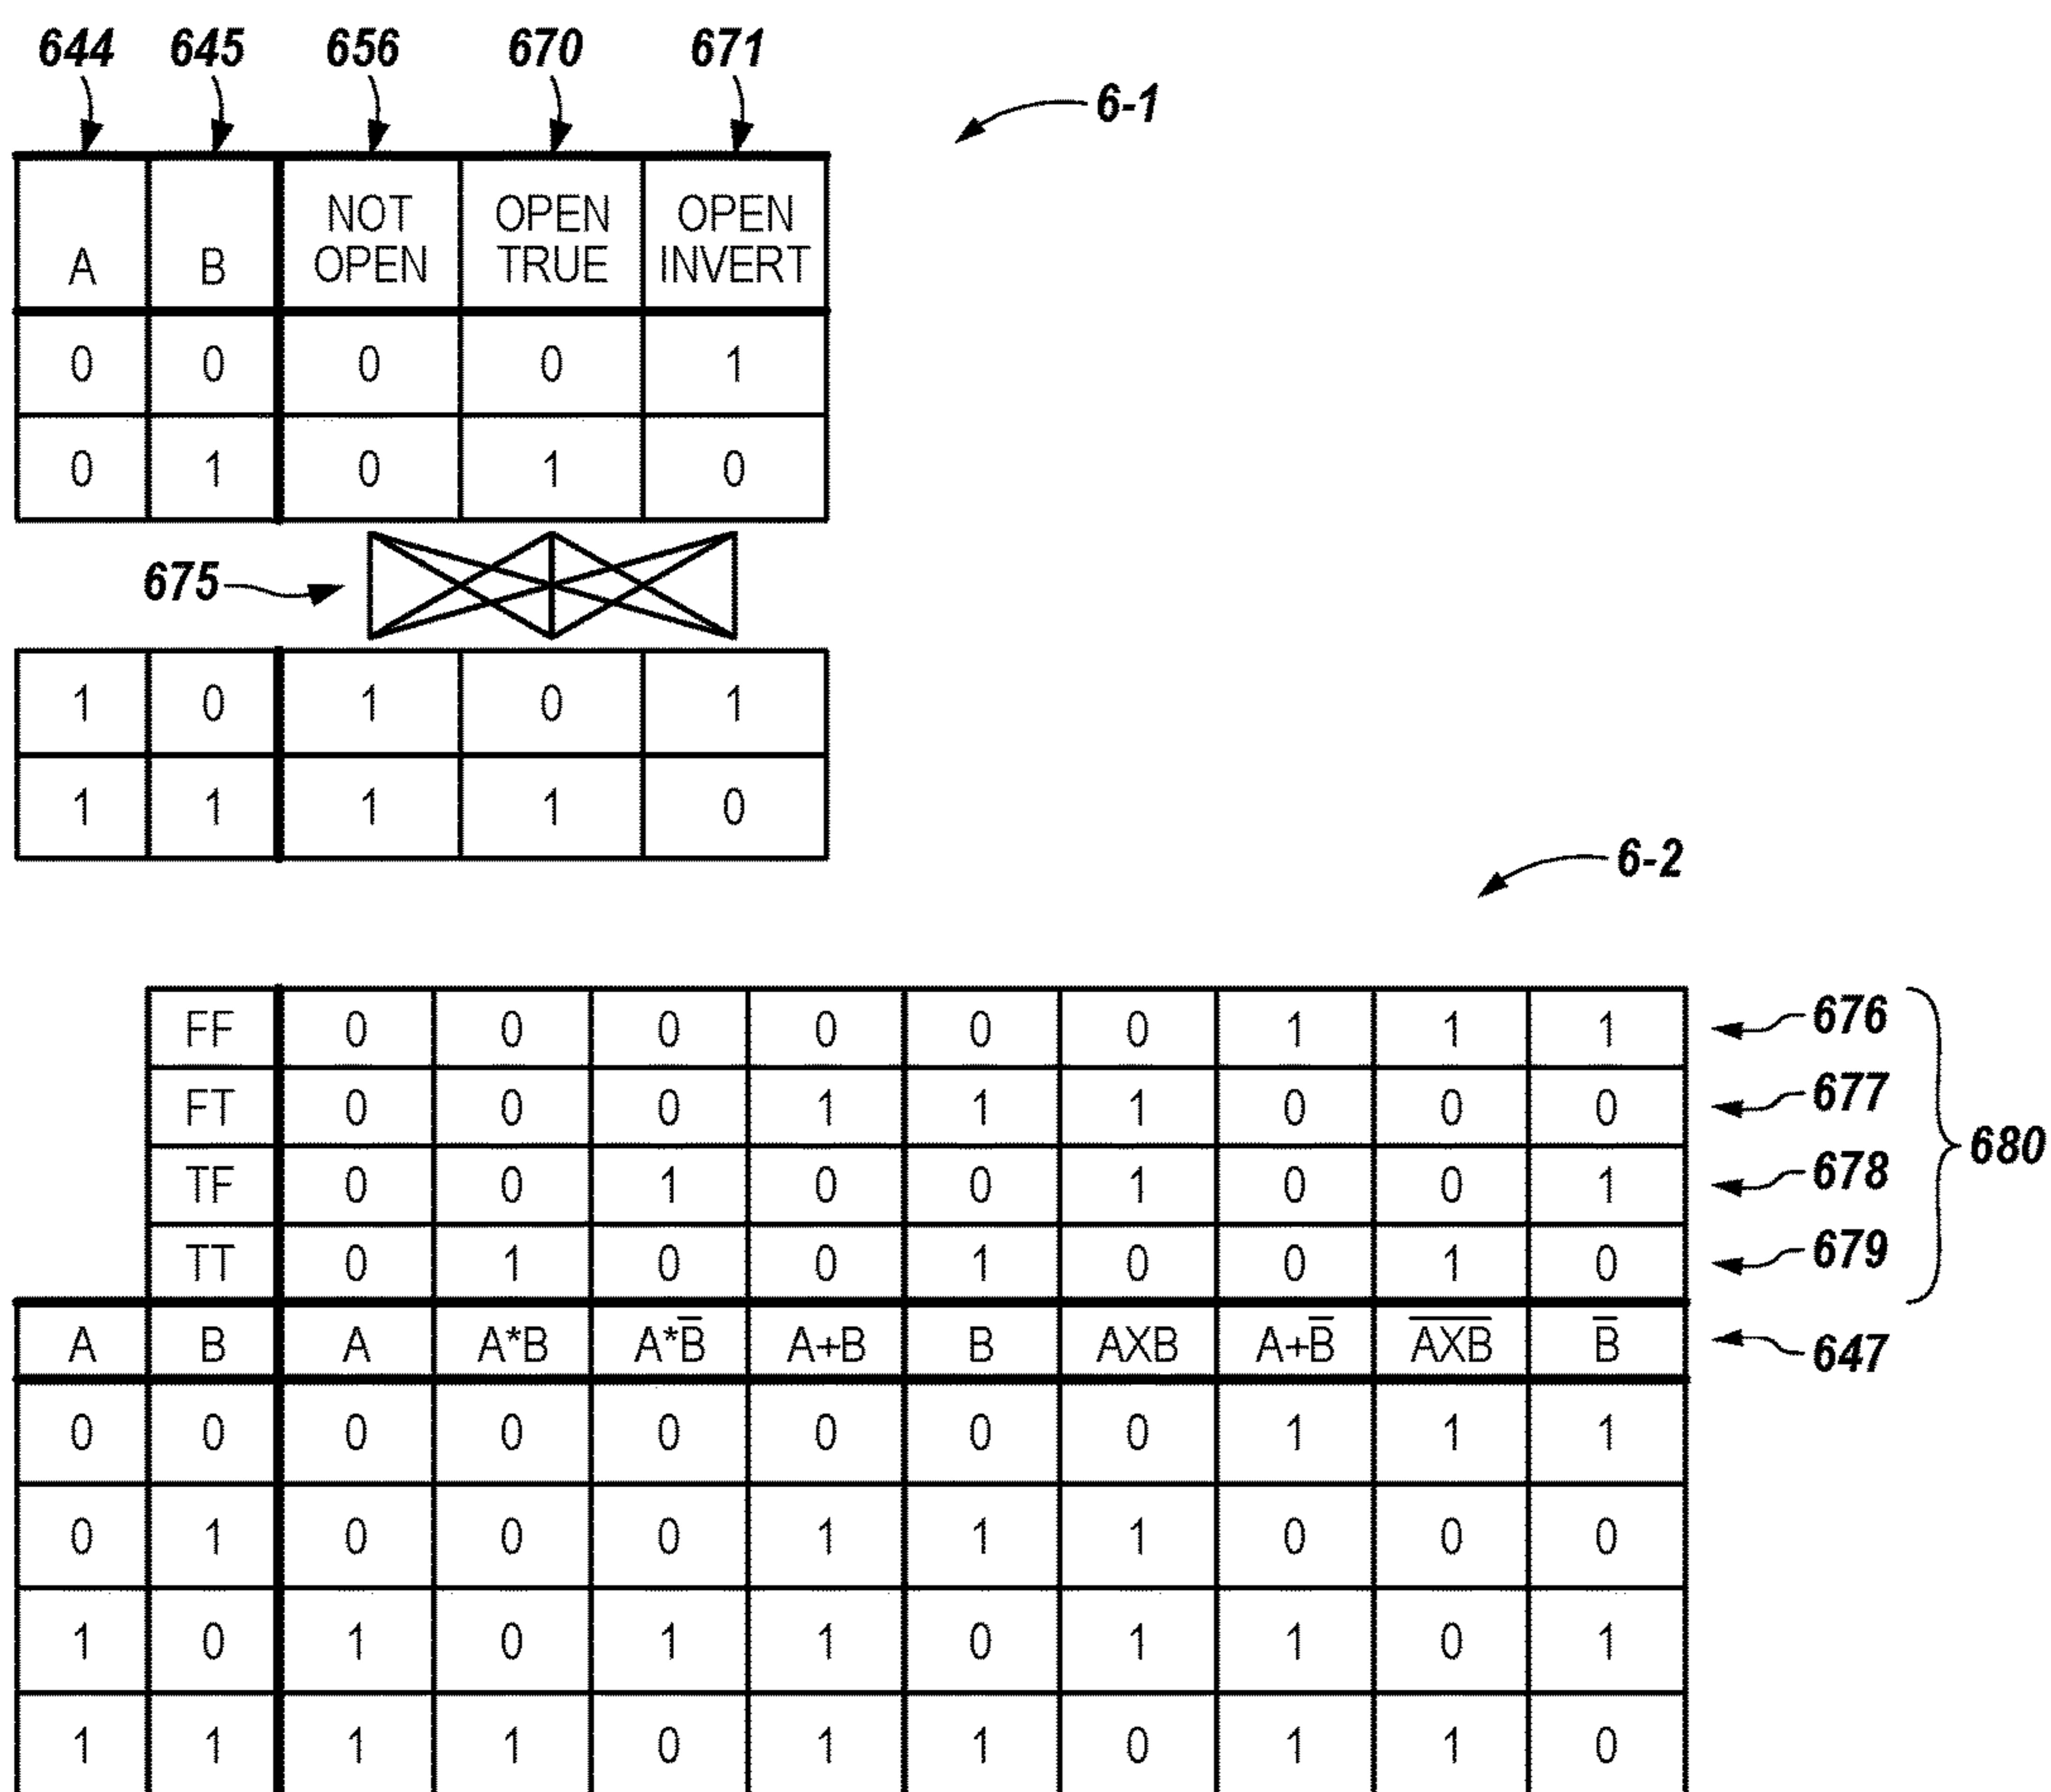 644 645 656 670 671
6-1
A B NOT OPEN OPEN TRUE OPEN INVERT
0 0 0 0 1
0 1 0 1 0
675
1 0 1 0 1
1 1 1 1 0
6-2
FF 0 0 0 0 0 0 1 1 1 676
FT 0 0 0 1 1 1 0 0 0 677
680
TF 0 0 1 0 0 1 0 0 1 678
TT 0 1 0 0 1 0 0 1 0 679
A B A A*B A*B̅ A+B B AXB A+B̅ A̅X̅B̅ B̅ 647
0 0 0 0 0 0 0 0 1 1 1
0 1 0 0 0 1 1 1 0 0 0
1 0 1 0 1 1 0 1 1 0 1
1 1 1 1 0 1 1 0 1 1 0